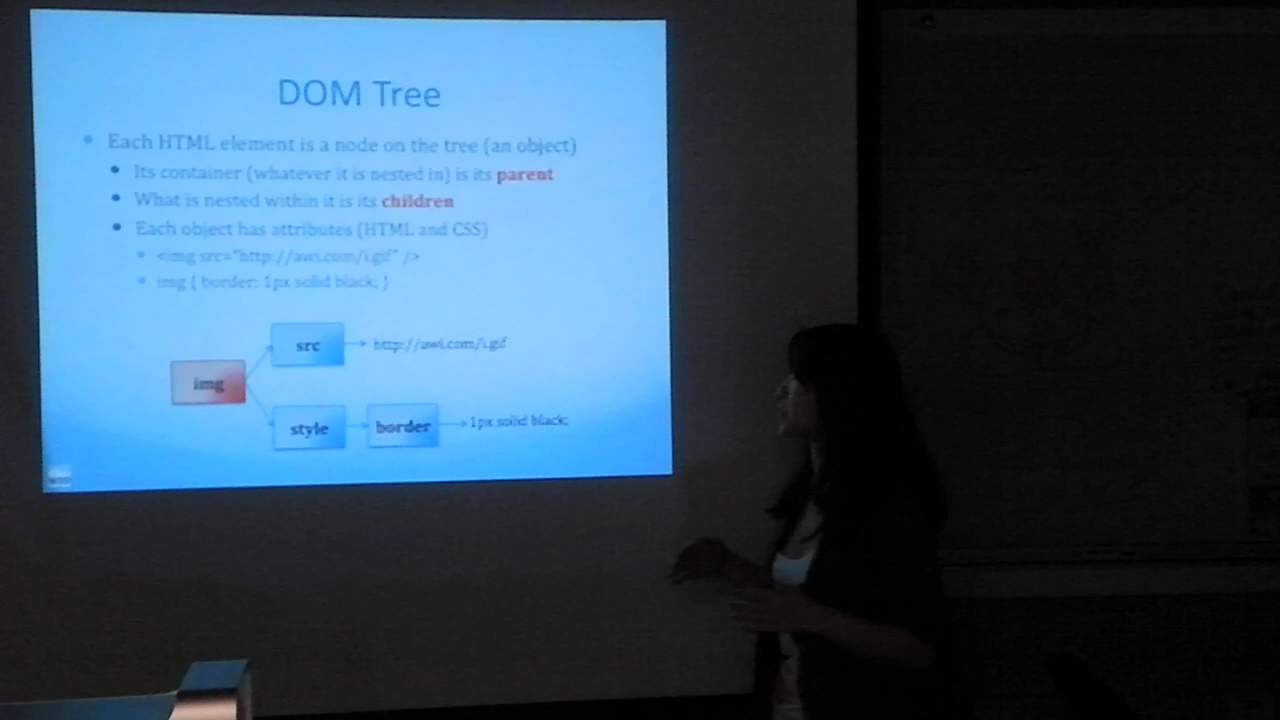 DOM Tree
Each HTML element is a node on the tree (an object)
Its container (whatever it is nested in) is its parent
What is nested within it is its children
Each object has attributes (HTML and CSS)
<img src="http://awi.com/i.gif" />
img { border: 1px solid black; }
src
http://awi.com/i.gif
img
style
border
1px solid black;